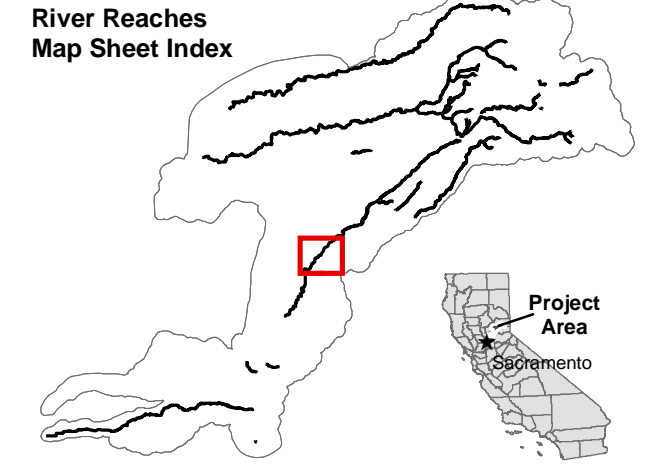 River Reaches
Map Sheet Index
Project
Area
Sacramento